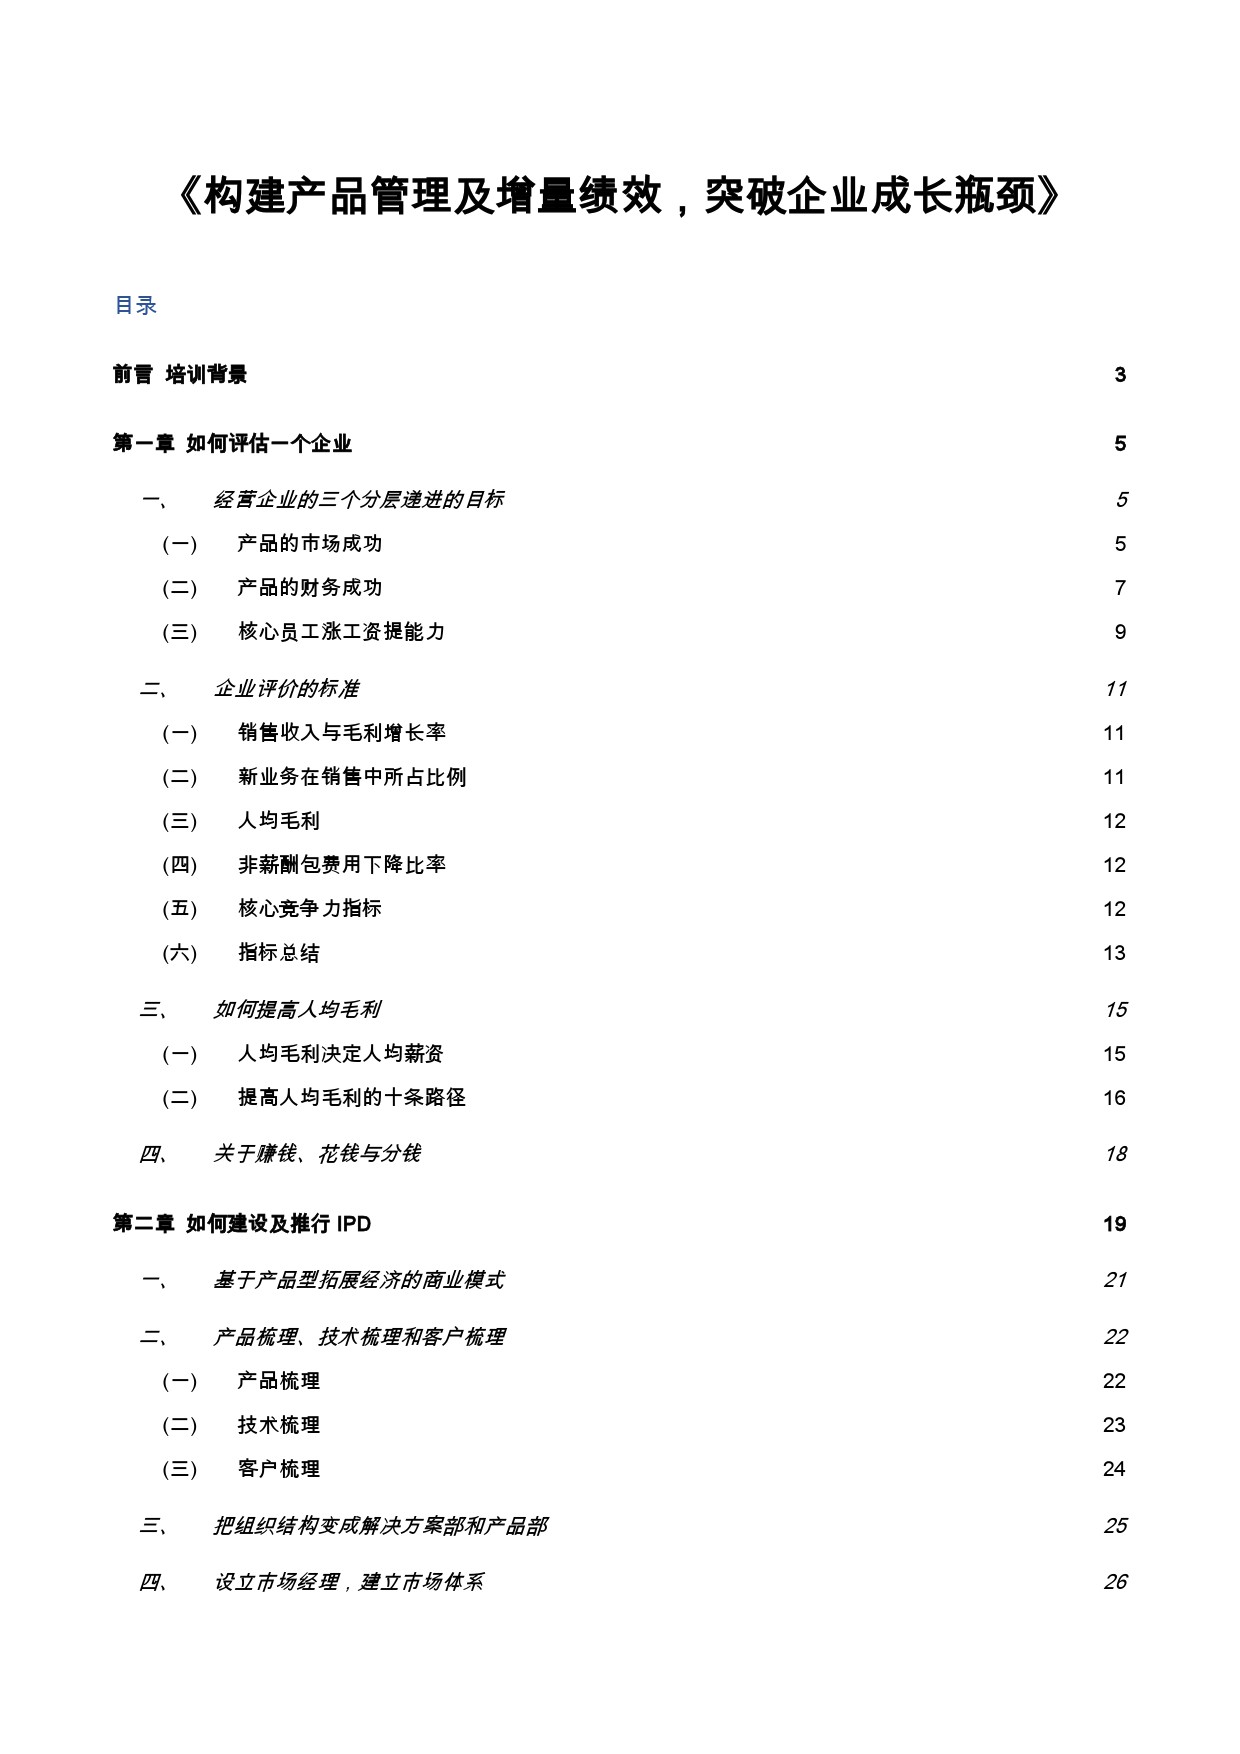 《构建产品管理及增量绩效，突破企业成长瓶颈》
目录
前言 培训背景 3
第一章 如何评估一个企业 5
一、 经营企业的三个分层递进的目标 5
(一) 产品的市场成功 5
(二) 产品的财务成功 7
(三) 核心员工涨工资提能力 9
二、 企业评价的标准 11
(一) 销售收入与毛利增长率 11
(二) 新业务在销售中所占比例 11
(三) 人均毛利 12
(四) 非薪酬包费用下降比率 12
(五) 核心竞争力指标 12
(六) 指标总结 13
三、 如何提高人均毛利 15
(一) 人均毛利决定人均薪资 15
(二) 提高人均毛利的十条路径 16
四、 关于赚钱、花钱与分钱 18
第二章 如何建设及推行 IPD 19
一、 基于产品型拓展经济的商业模式 21
二、 产品梳理、技术梳理和客户梳理 22
(一) 产品梳理 22
(二) 技术梳理 23
(三) 客户梳理 24
三、 把组织结构变成解决方案部和产品部 25
四、 设立市场经理，建立市场体系 26